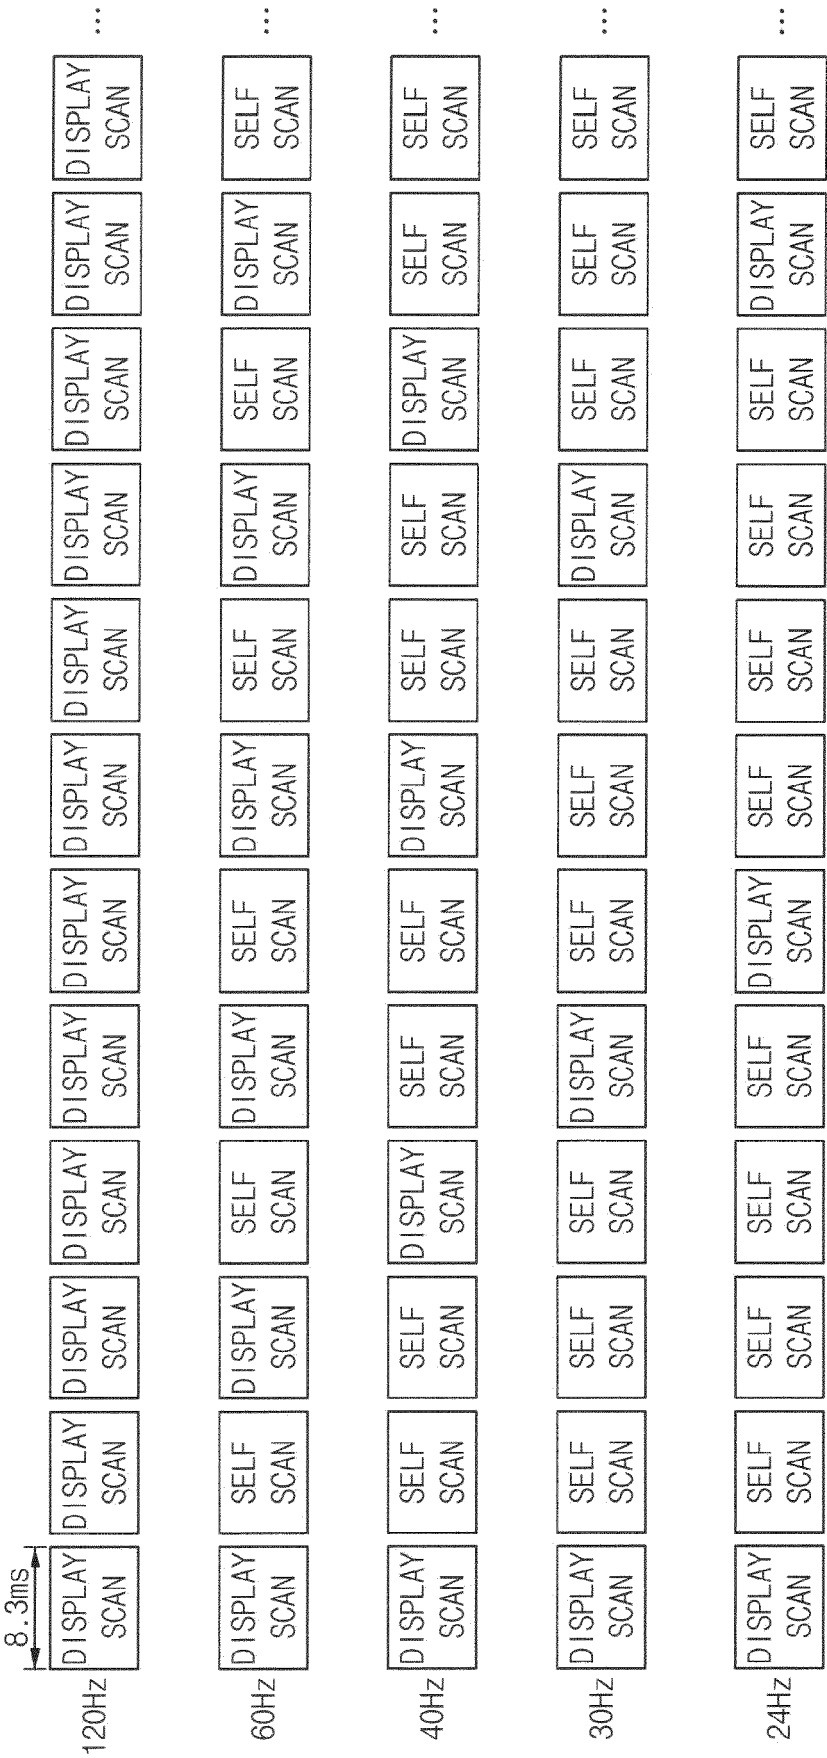 8.3ms
120Hz
DISPLAY DISPLAY DISPLAY DISPLAY DISPLAY DISPLAY DISPLAY DISPLAY DISPLAY DISPLAY DISPLAY DISPLAY ...
SCAN SCAN SCAN SCAN SCAN SCAN SCAN SCAN SCAN SCAN SCAN SCAN
60Hz
DISPLAY SELF DISPLAY SELF DISPLAY SELF DISPLAY SELF DISPLAY SELF DISPLAY SELF ...
SCAN SCAN SCAN SCAN SCAN SCAN SCAN SCAN SCAN SCAN SCAN SCAN
40Hz
DISPLAY SELF SELF DISPLAY SELF SELF DISPLAY SELF SELF DISPLAY SELF SELF ...
SCAN SCAN SCAN SCAN SCAN SCAN SCAN SCAN SCAN SCAN SCAN SCAN
30Hz
DISPLAY SELF SELF SELF DISPLAY SELF SELF SELF DISPLAY SELF SELF SELF ...
SCAN SCAN SCAN SCAN SCAN SCAN SCAN SCAN SCAN SCAN SCAN SCAN
24Hz
DISPLAY SELF SELF SELF SELF DISPLAY SELF SELF SELF SELF DISPLAY SELF ...
SCAN SCAN SCAN SCAN SCAN SCAN SCAN SCAN SCAN SCAN SCAN SCAN